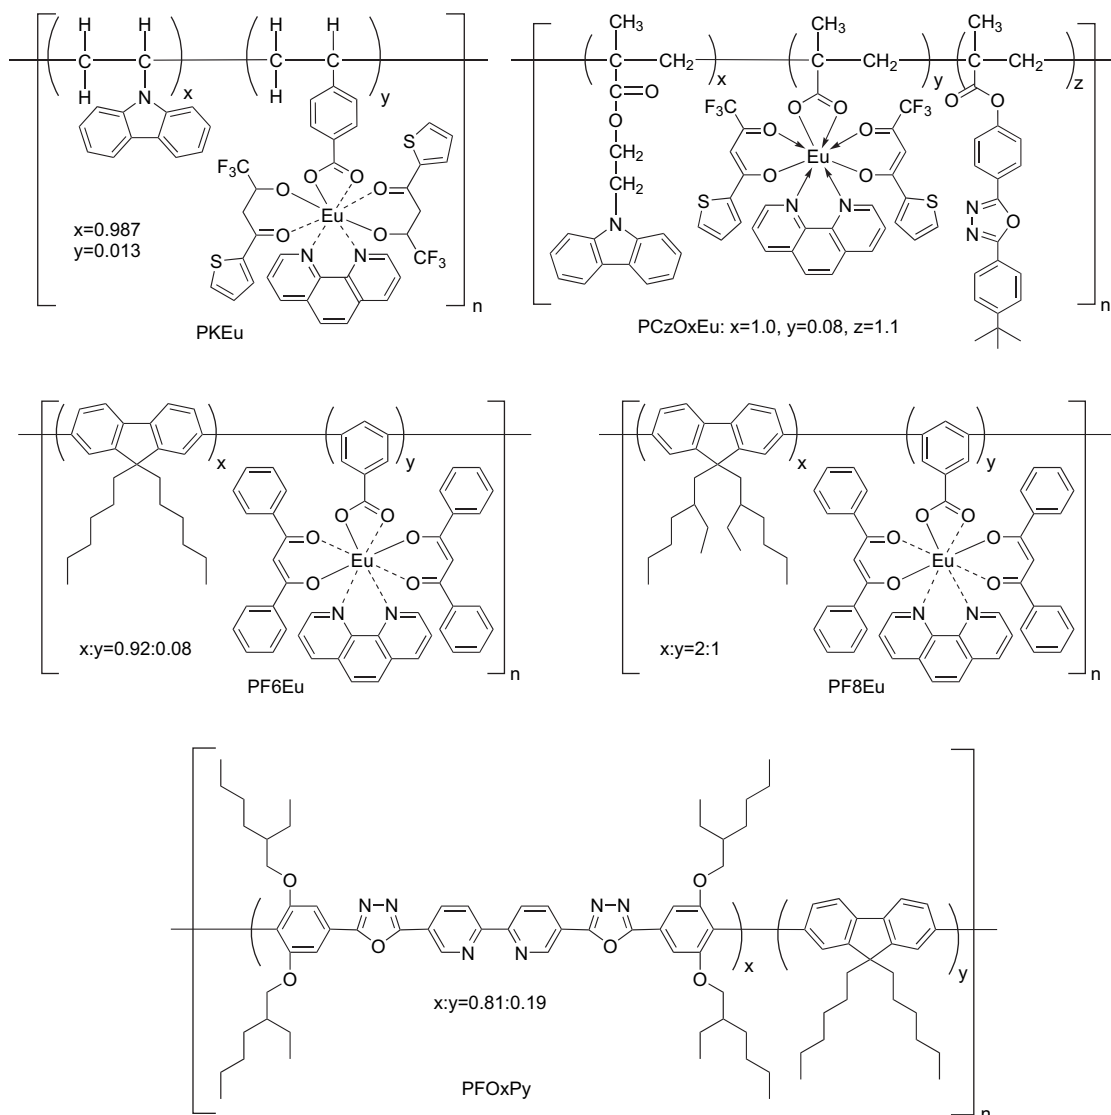 H H H
C C C C
H H
x y
N
O O
F3C O O S
Eu
S O O CF3
N N
x=0.987
y=0.013
n
PKEu
CH3 CH3 CH3
C CH2 C CH2 C CH2
x y z
C=O C O
O O O O
F3C CF3
O O
Eu
O O
S N N S
N
N
N O
N
n
PCzOxEu: x=1.0, y=0.08, z=1.1
x y
O O
O O
Eu
O O
N N
x:y=0.92:0.08
n
PF6Eu
x y
O O
O O
Eu
O O
N N
x:y=2:1
n
PF8Eu
O O
N N N N
O N N O
O O
x y
x:y=0.81:0.19
PFOxPy
n